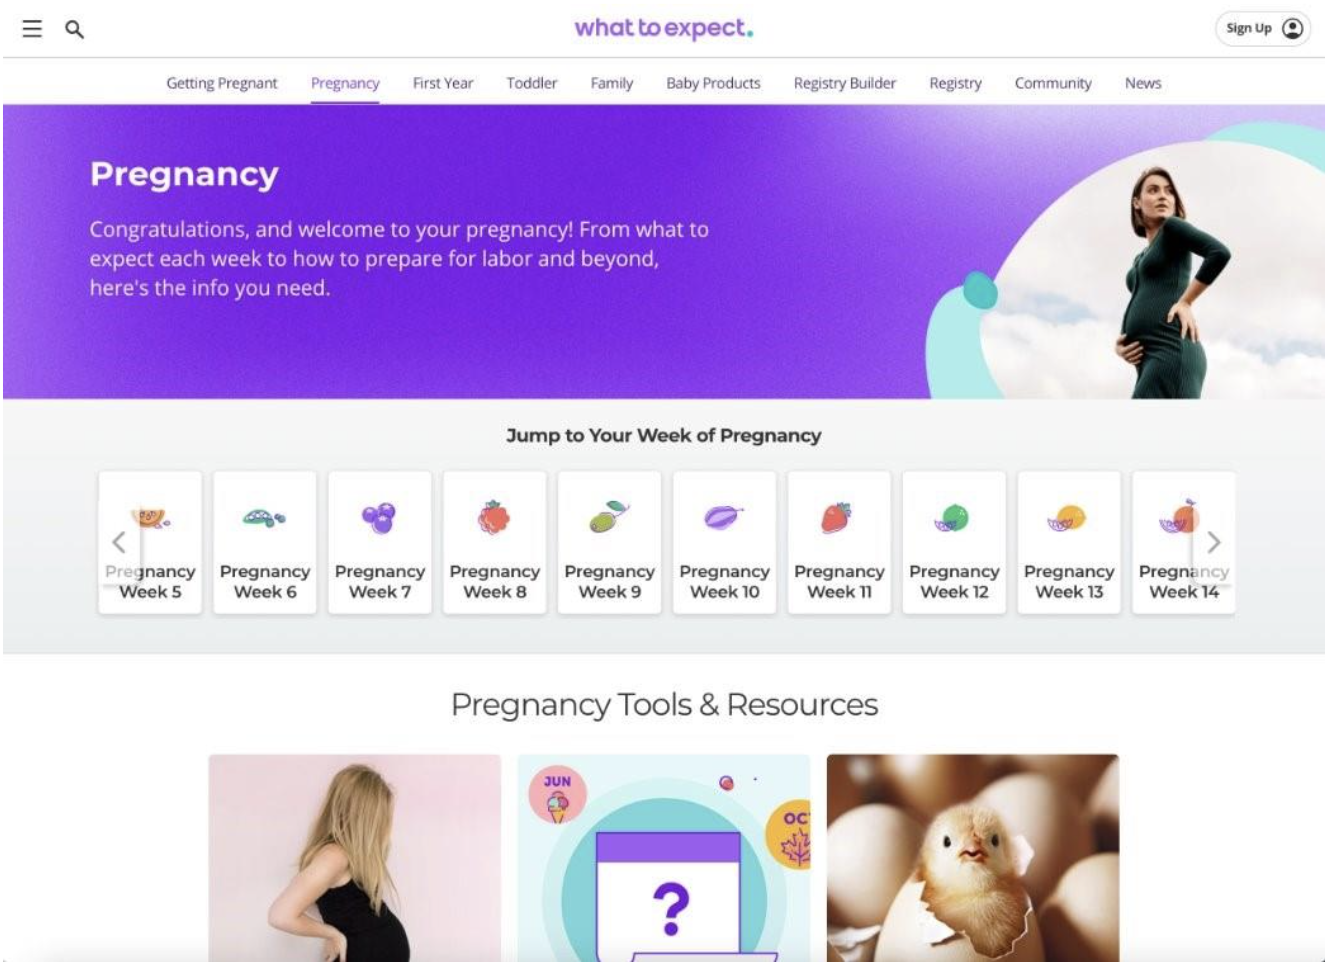 what to expect.
Sign Up
Getting Pregnant
Pregnancy
First Year
Toddler
Family
Baby Products
Registry Builder
Registry
Community
News
Pregnancy
Congratulations, and welcome to your pregnancy! From what to
expect each week to how to prepare for labor and beyond,
here's the info you need.
Jump to Your Week of Pregnancy
Pregnancy
Week 5
Pregnancy
Week 6
Pregnancy
Week 7
Pregnancy
Week 8
Pregnancy
Week 9
Pregnancy
Week 10
Pregnancy
Week 11
Pregnancy
Week 12
Pregnancy
Week 13
Pregnancy
Week 14
Pregnancy Tools & Resources
JUN
OCT
?